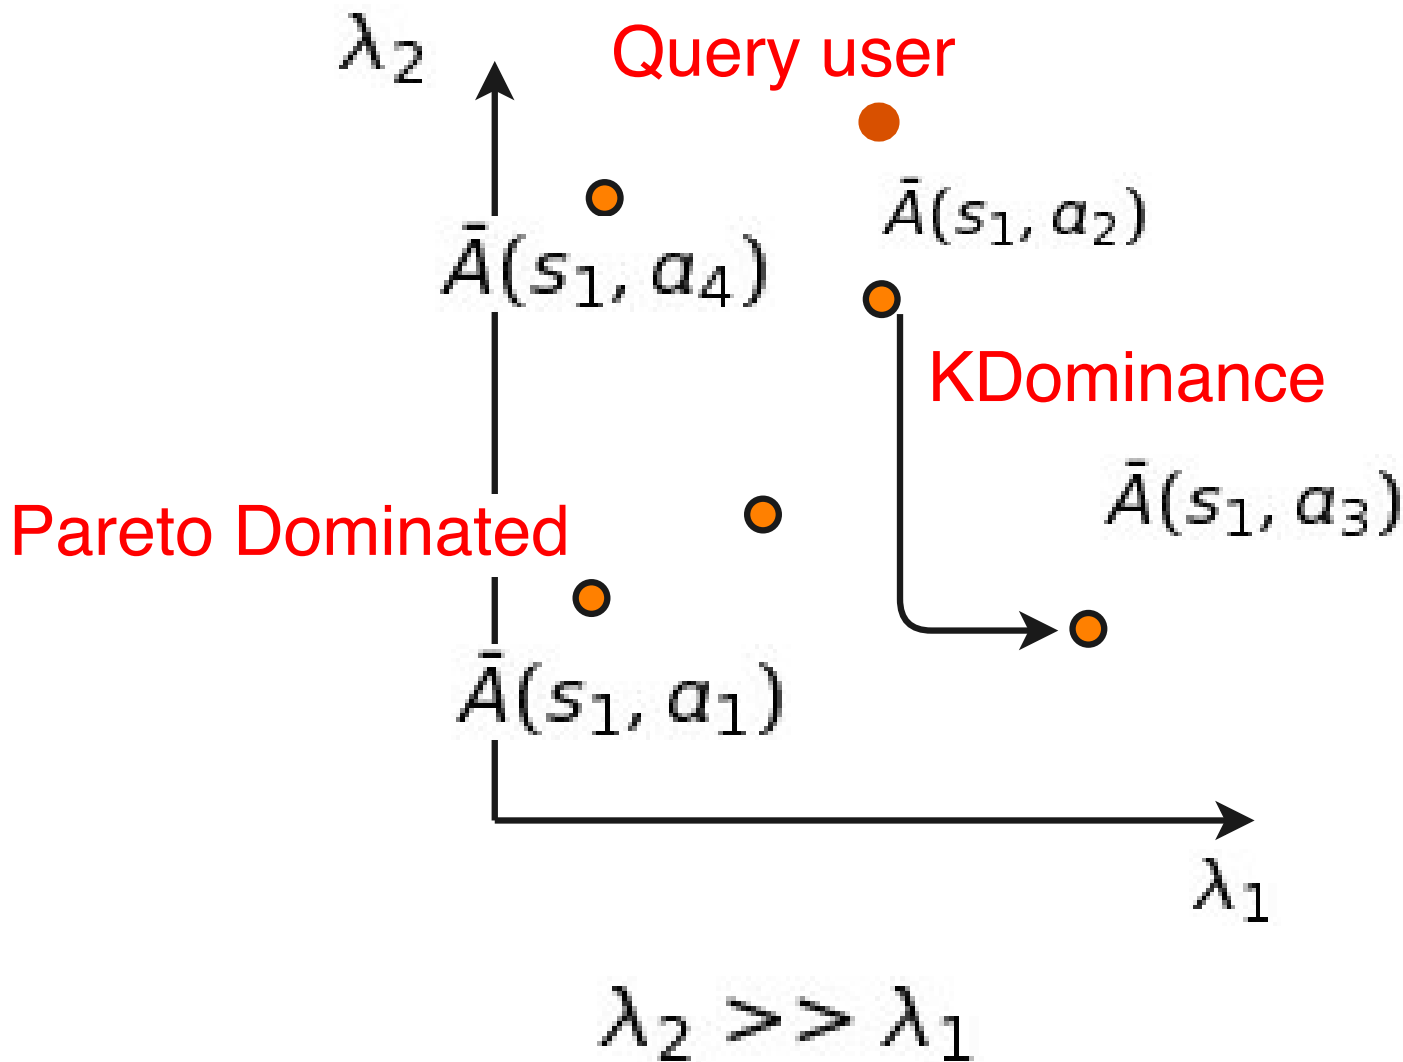 λ₂
Query user
Ā(s₁, a₂)
Ā(s₁, a₄)
KDominance
Ā(s₁, a₃)
Pareto Dominated
Ā(s₁, a₁)
λ₁
λ₂ >> λ₁